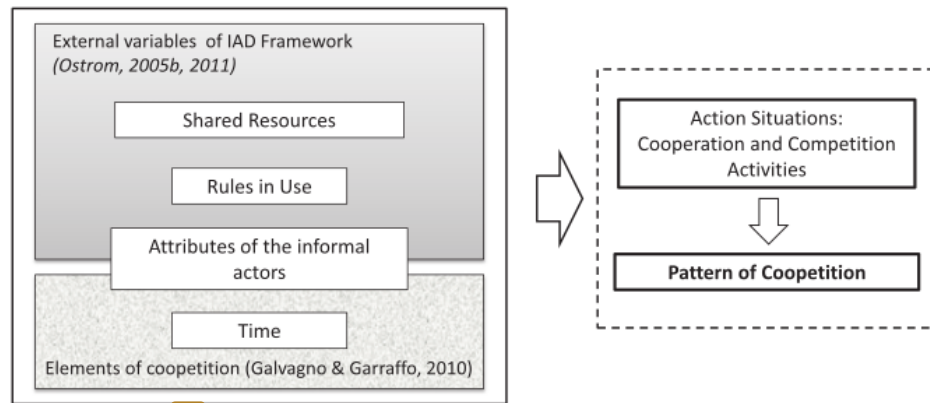 External variables of IAD Framework
(Ostrom, 2005b, 2011)
Shared Resources
Rules in Use
Attributes of the informal
actors
Time
Elements of coopetition (Galvagno & Garraffo, 2010)
Action Situations:
Cooperation and Competition
Activities
Pattern of Coopetition